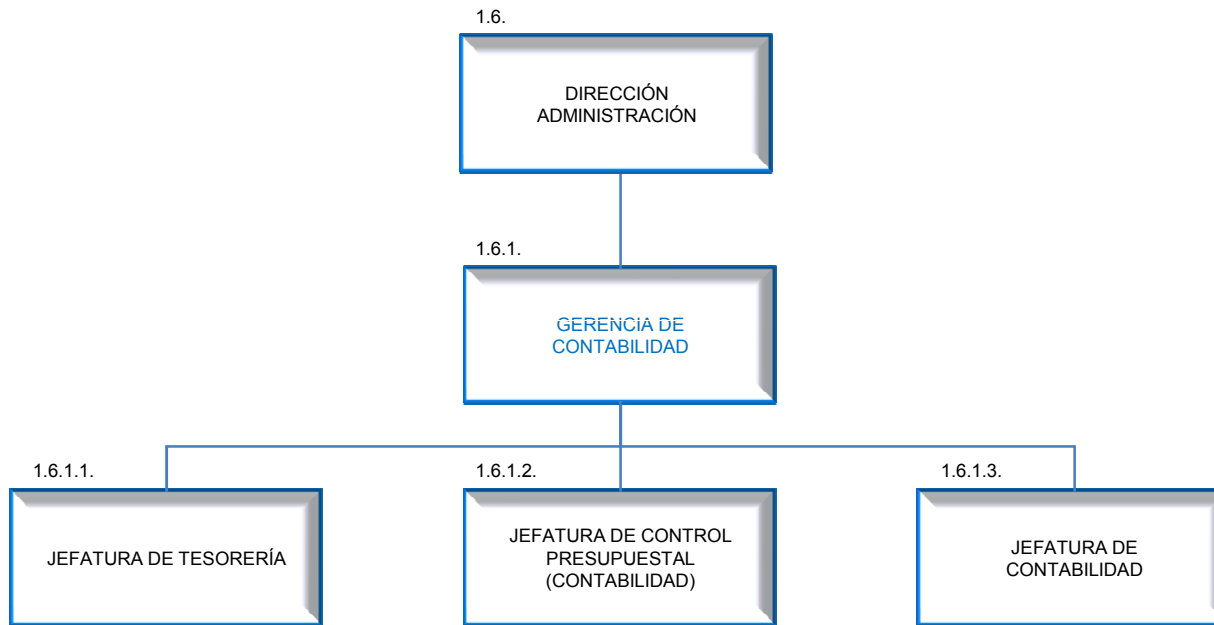 1.6.
DIRECCIÓN
ADMINISTRACIÓN
1.6.1.
GERENCIA DE
CONTABILIDAD
1.6.1.1.
JEFATURA DE TESORERÍA
1.6.1.2.
JEFATURA DE CONTROL
PRESUPUESTAL
(CONTABILIDAD)
1.6.1.3.
JEFATURA DE
CONTABILIDAD